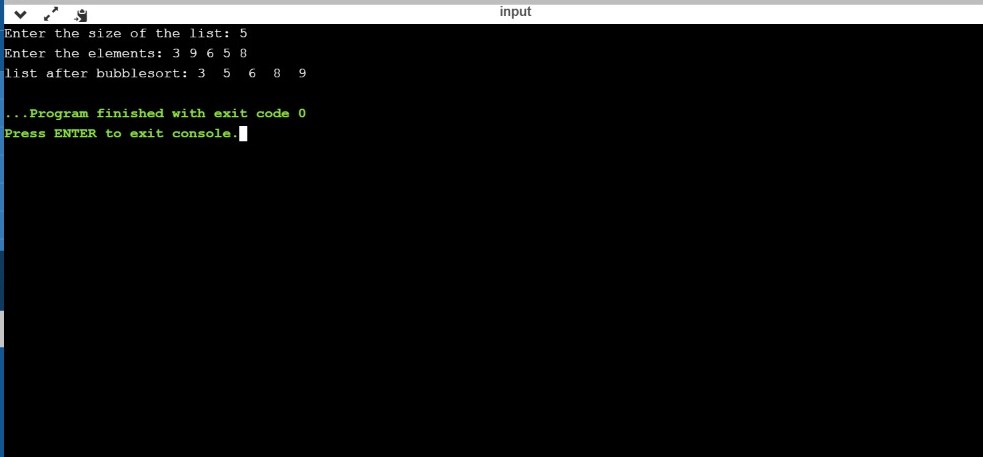 input
Enter the size of the list: 5
Enter the elements: 3 9 6 5 8
list after bubblesort: 3  5  6  8  9
...Program finished with exit code 0
Press ENTER to exit console.